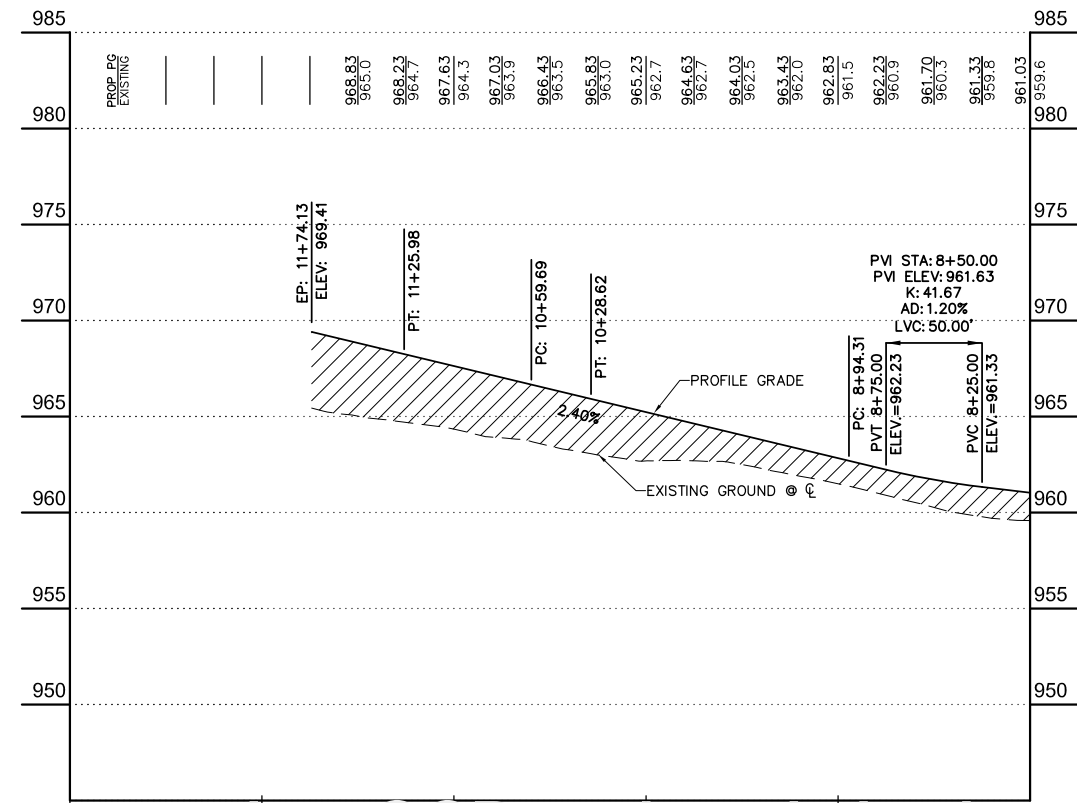 985
985
PROP PG
EXISTING
968.83
965.0
968.23
964.7
967.63
964.3
967.03
963.9
966.43
963.5
965.83
963.0
965.23
962.7
964.63
962.7
964.03
962.5
963.43
962.0
962.83
961.5
962.23
960.9
961.70
960.3
961.33
959.8
961.03
959.6
980
980
975
975
EP: 11+74.13
ELEV: 969.41
PT: 11+25.98
PC: 10+59.69
PT: 10+28.62
PVI STA: 8+50.00
PVI ELEV: 961.63
K: 41.67
AD: 1.20%
LVC: 50.00'
970
970
PC: 8+94.31
PVT 8+75.00
ELEV.=962.23
PVC 8+25.00
ELEV.=961.33
PROFILE GRADE
965
965
2.40%
EXISTING GROUND @ ℄
960
960
955
955
950
950